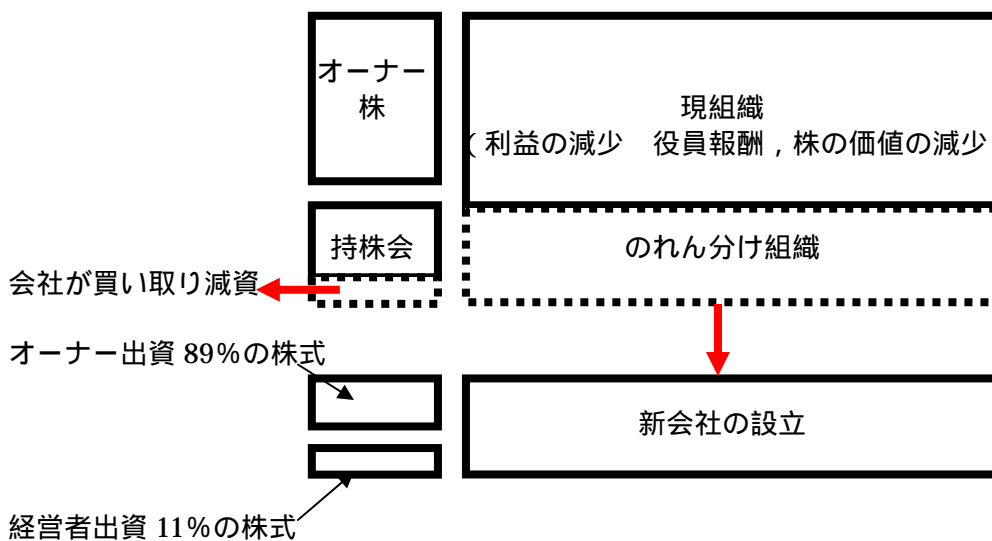 オーナー
株
現組織
(利益の減少　役員報酬，株の価値の減少
持株会
のれん分け組織
会社が買い取り減資
オーナー出資 89%の株式
新会社の設立
経営者出資 11%の株式